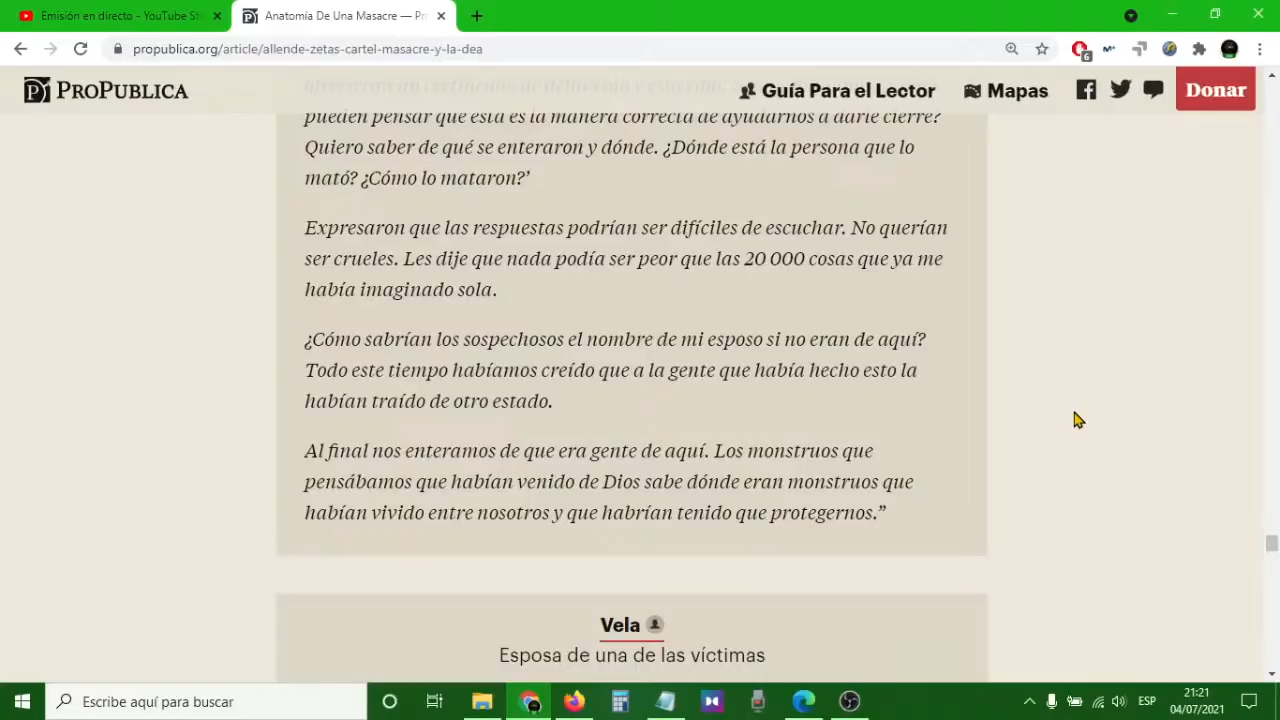 Emisión en directo - YouTube St
Anatomía De Una Masacre — Pr
propublica.org/article/allende-zetas-cartel-masacre-y-la-dea
6
PROPUBLICA
Guía Para el Lector
Mapas
Donar
pueden pensar que esta es la manera correcta de ayudarnos a darle cierre?
Quiero saber de qué se enteraron y dónde. ¿Dónde está la persona que lo
mató? ¿Cómo lo mataron?’
Expresaron que las respuestas podrían ser difíciles de escuchar. No querían
ser crueles. Les dije que nada podía ser peor que las 20 000 cosas que ya me
había imaginado sola.
¿Cómo sabrían los sospechosos el nombre de mi esposo si no eran de aquí?
Todo este tiempo habíamos creído que a la gente que había hecho esto la
habían traído de otro estado.
Al final nos enteramos de que era gente de aquí. Los monstruos que
pensábamos que habían venido de Dios sabe dónde eran monstruos que
habían vivido entre nosotros y que habrían tenido que protegernos.”
Vela
Esposa de una de las víctimas
Escribe aquí para buscar
ESP
21:21
04/07/2021